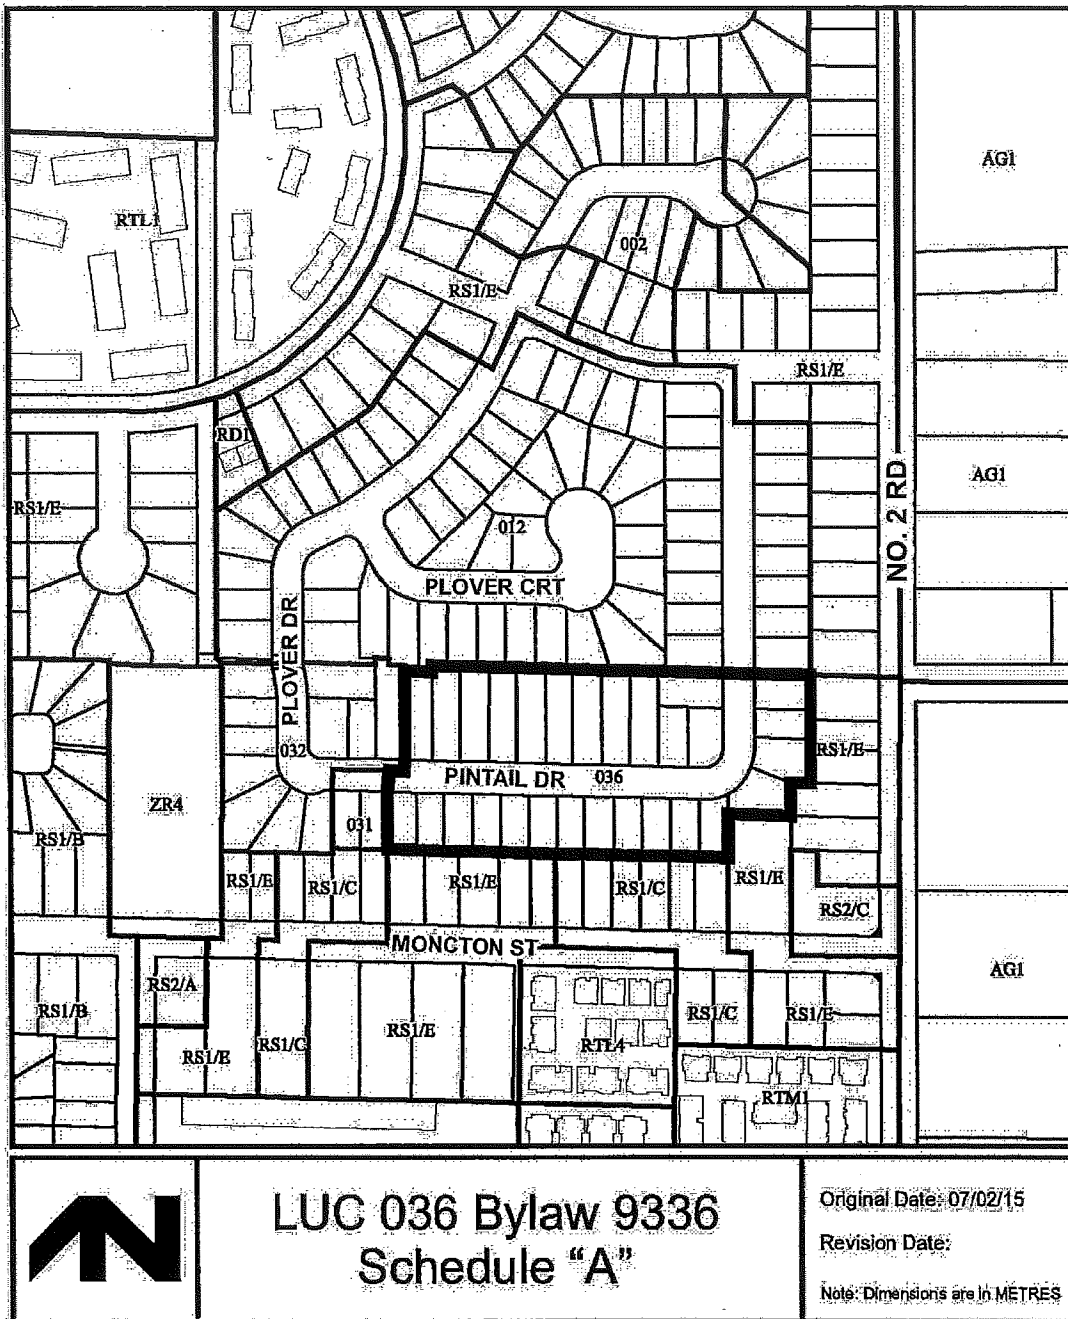 AG1
RTL1
002
RS1/E
RS1/E
RD1
AG1
RS1/E
NO. 2 RD
012
PLOVER CRT
PLOVER DR
032
RS1/E
PINTAIL DR
036
ZR4
031
RS1/B
RS1/E
RS1/C
RS1/E
RS1/C
RS1/E
RS2/C
MONCTON ST
AG1
RS2/A
RS1/B
RS1/E
RS1/C
RS1/E
RS1/C
RS1/E
RTL4
RTM1
LUC 036 Bylaw 9336
Schedule "A"
Original Date: 07/02/15
Revision Date:
Note: Dimensions are in METRES